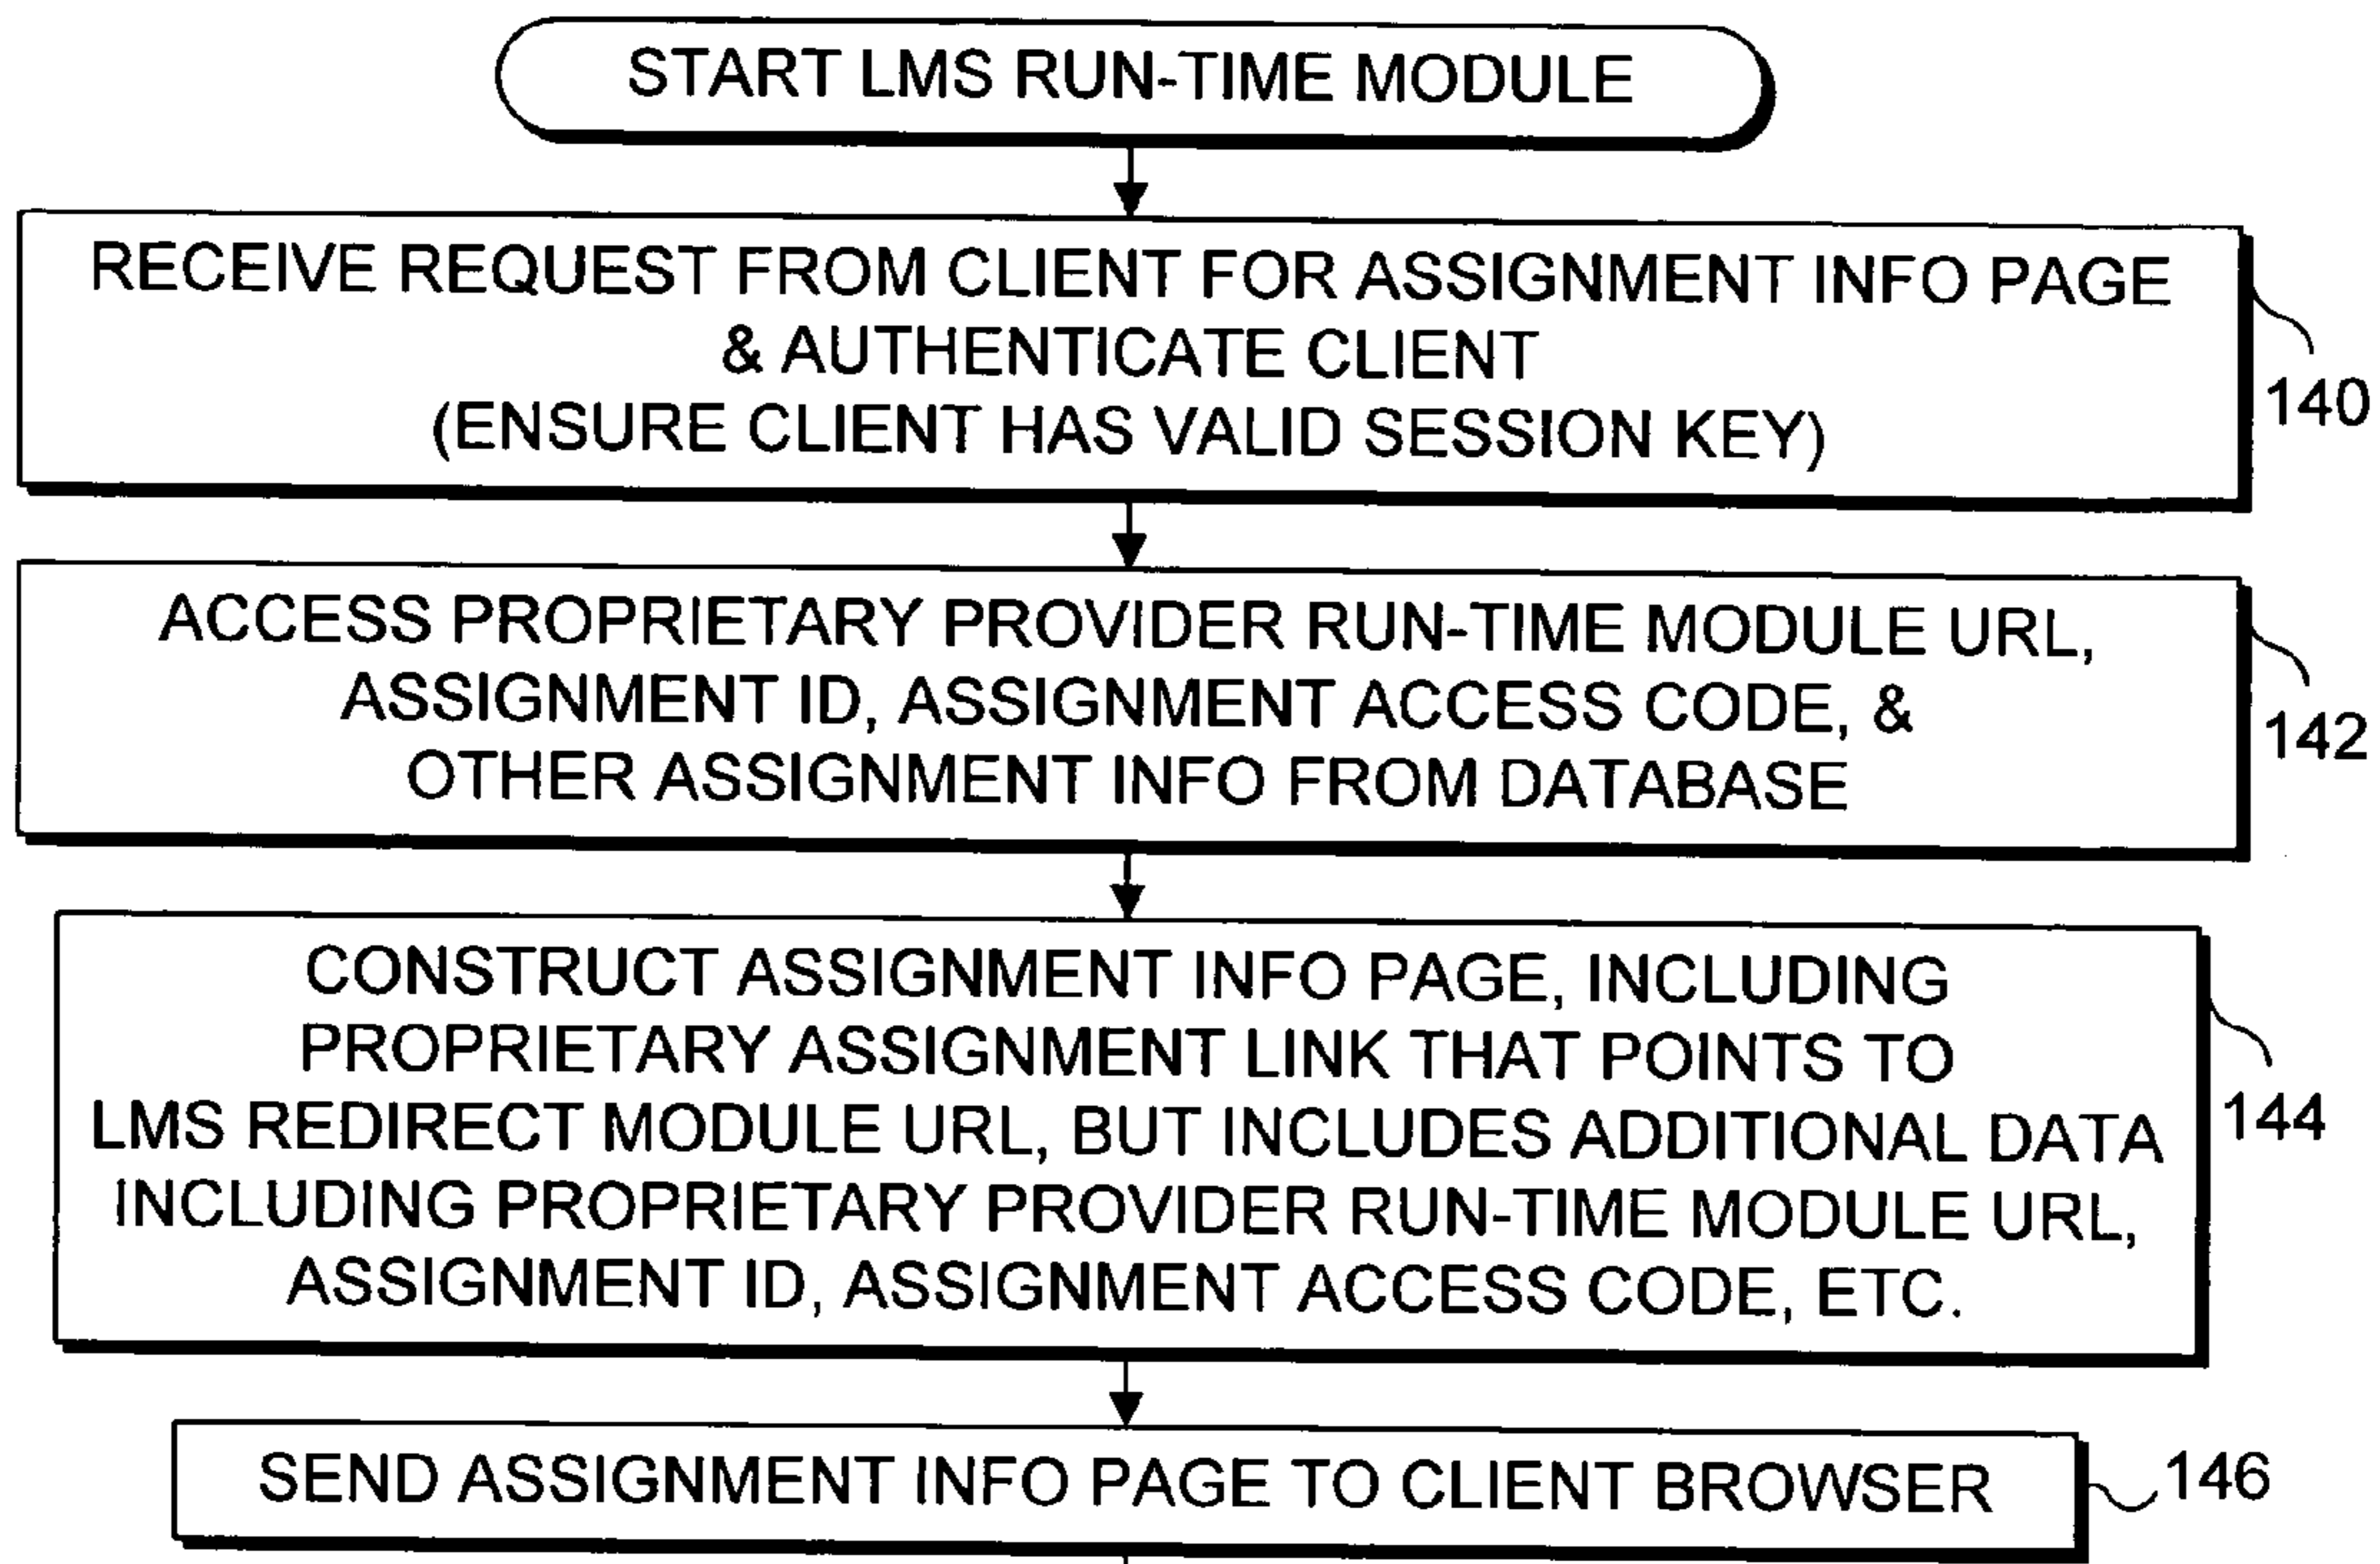 START LMS RUN-TIME MODULE
RECEIVE REQUEST FROM CLIENT FOR ASSIGNMENT INFO PAGE
& AUTHENTICATE CLIENT
(ENSURE CLIENT HAS VALID SESSION KEY)
140
ACCESS PROPRIETARY PROVIDER RUN-TIME MODULE URL,
ASSIGNMENT ID, ASSIGNMENT ACCESS CODE, &
OTHER ASSIGNMENT INFO FROM DATABASE
142
CONSTRUCT ASSIGNMENT INFO PAGE, INCLUDING
PROPRIETARY ASSIGNMENT LINK THAT POINTS TO
LMS REDIRECT MODULE URL, BUT INCLUDES ADDITIONAL DATA
INCLUDING PROPRIETARY PROVIDER RUN-TIME MODULE URL,
ASSIGNMENT ID, ASSIGNMENT ACCESS CODE, ETC.
144
SEND ASSIGNMENT INFO PAGE TO CLIENT BROWSER
146